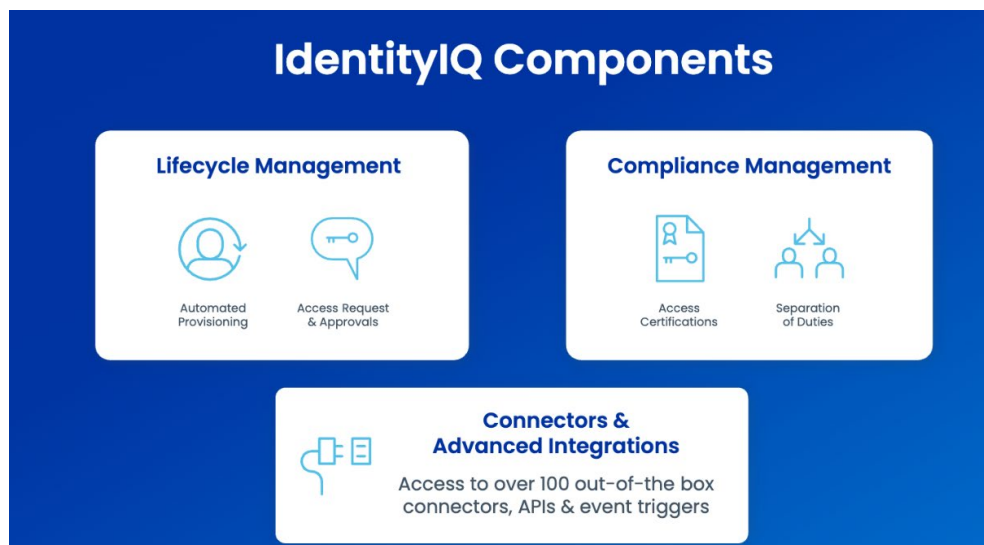 IdentityIQ Components
Lifecycle Management
Automated
Provisioning
Access Request
& Approvals
Compliance Management
Access
Certifications
Separation
of Duties
Connectors &
Advanced Integrations
Access to over 100 out-of-the box
connectors, APIs & event triggers